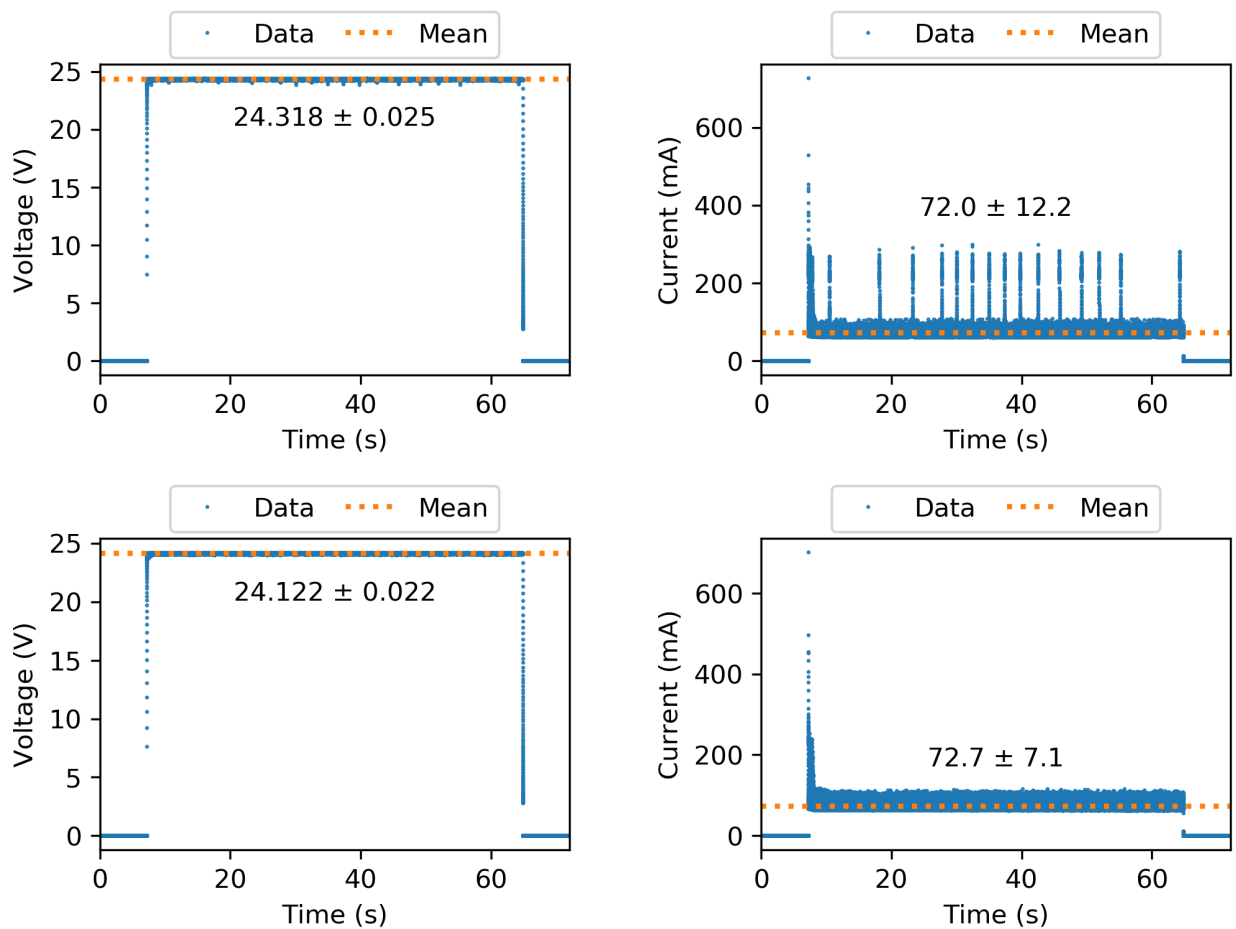 Data Mean
25
20
15
10
5
0
Voltage (V)
24.318 ± 0.025
0 20 40 60
Time (s)
Data Mean
600
400
200
0
Current (mA)
72.0 ± 12.2
0 20 40 60
Time (s)
Data Mean
25
20
15
10
5
0
Voltage (V)
24.122 ± 0.022
0 20 40 60
Time (s)
Data Mean
600
400
200
0
Current (mA)
72.7 ± 7.1
0 20 40 60
Time (s)